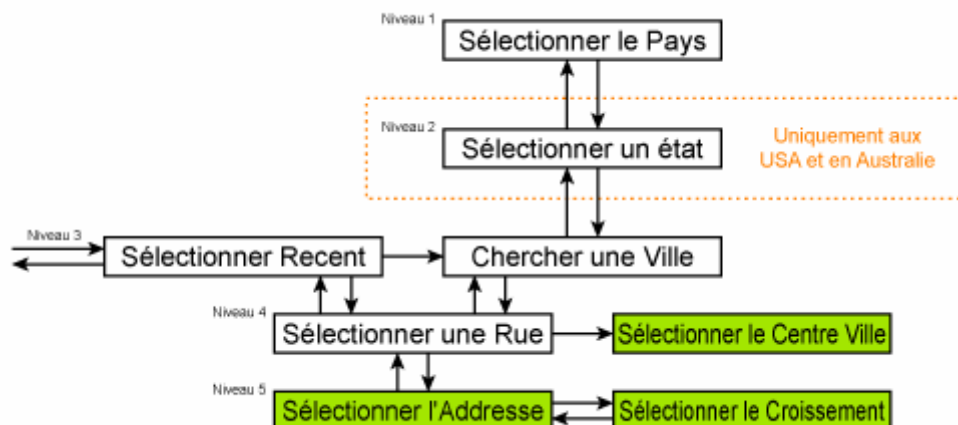 Niveau 1
Sélectionner le Pays
Niveau 2
Sélectionner un état
Uniquement aux
USA et en Australie
Niveau 3
Sélectionner Recent
Chercher une Ville
Niveau 4
Sélectionner une Rue
Sélectionner le Centre Ville
Niveau 5
Sélectionner l'Addresse
Sélectionner le Croissement